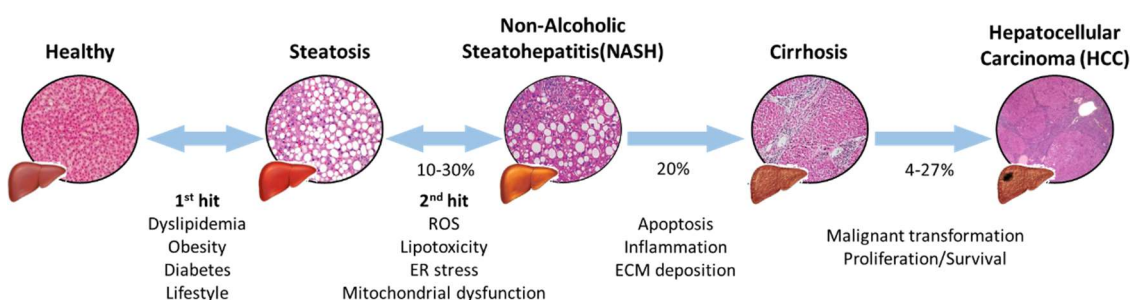 Healthy
Steatosis
Non-Alcoholic
Steatohepatitis(NASH)
Cirrhosis
Hepatocellular
Carcinoma (HCC)
10-30%
20%
4-27%
1st hit
Dyslipidemia
Obesity
Diabetes
Lifestyle
2nd hit
ROS
Lipotoxicity
ER stress
Mitochondrial dysfunction
Apoptosis
Inflammation
ECM deposition
Malignant transformation
Proliferation/Survival